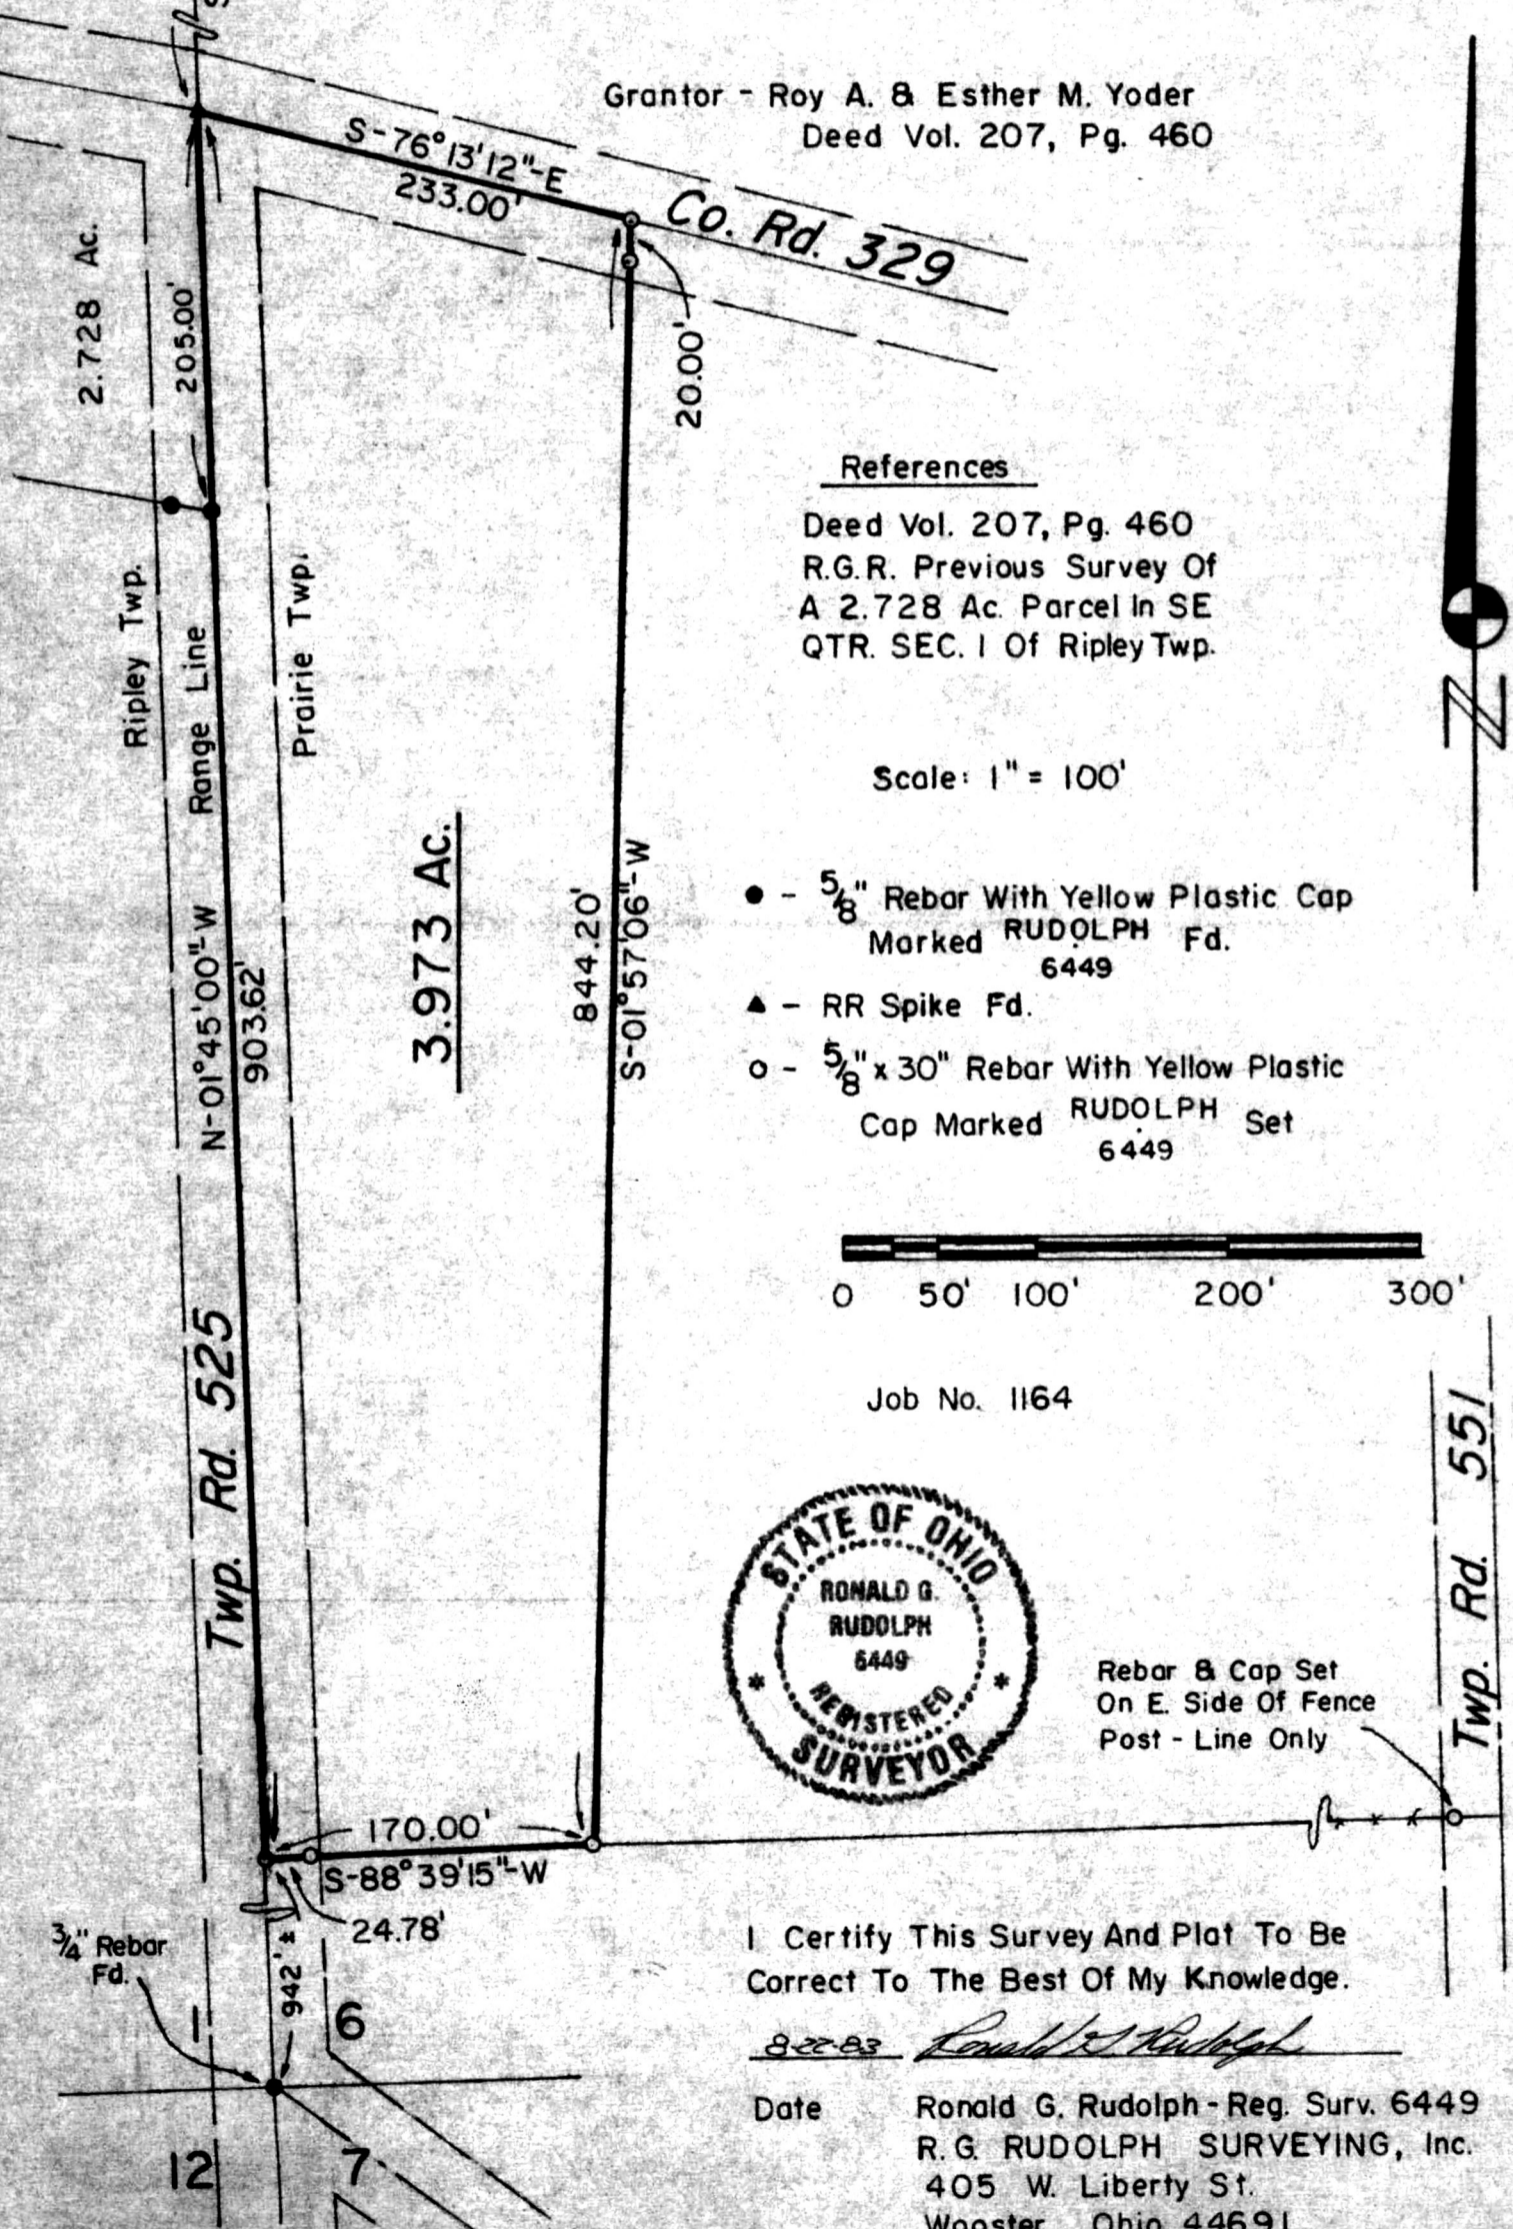 Grantor - Roy A. & Esther M. Yoder
Deed Vol. 207, Pg. 460
S-76°13'12"-E
233.00'
Co. Rd. 329
20.00'
2.728 Ac.
205.00'
Ripley Twp.
Range Line
Prairie Twp.
N-01°45'00"-W
903.62'
3.973 Ac.
844.20'
S-01°57'06"-W
Twp. Rd. 525
References
Deed Vol. 207, Pg. 460
R.G.R. Previous Survey Of
A 2.728 Ac. Parcel In SE
QTR. SEC. 1 Of Ripley Twp.
N
Scale: 1" = 100'
● - 5/8" Rebar With Yellow Plastic Cap
Marked RUDOLPH Fd.
6449
▲ - RR Spike Fd.
o - 5/8" x 30" Rebar With Yellow Plastic
Cap Marked RUDOLPH Set
6449
0 50' 100' 200' 300'
Job No. 1164
STATE OF OHIO
RONALD G.
RUDOLPH
6449
REGISTERED
SURVEYOR
Rebar & Cap Set
On E. Side Of Fence
Post - Line Only
Twp. Rd. 551
170.00'
S-88°39'15"-W
24.78'
3/4" Rebar
Fd.
942'±
1
6
12
7
I Certify This Survey And Plat To Be
Correct To The Best Of My Knowledge.
8-22-83 Ronald G Rudolph
Date Ronald G. Rudolph - Reg. Surv. 6449
R.G. RUDOLPH SURVEYING, Inc.
405 W. Liberty St.
Wooster, Ohio 44691